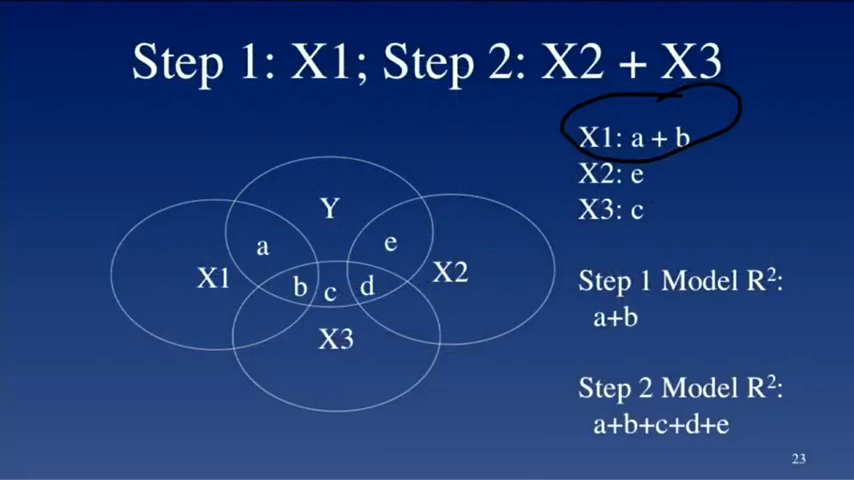 Step 1: X1; Step 2: X2 + X3
X1: a + b
X2: e
X3: c
Y
a
e
X1
b
c
d
X2
X3
Step 1 Model R²:
a+b
Step 2 Model R²:
a+b+c+d+e
23